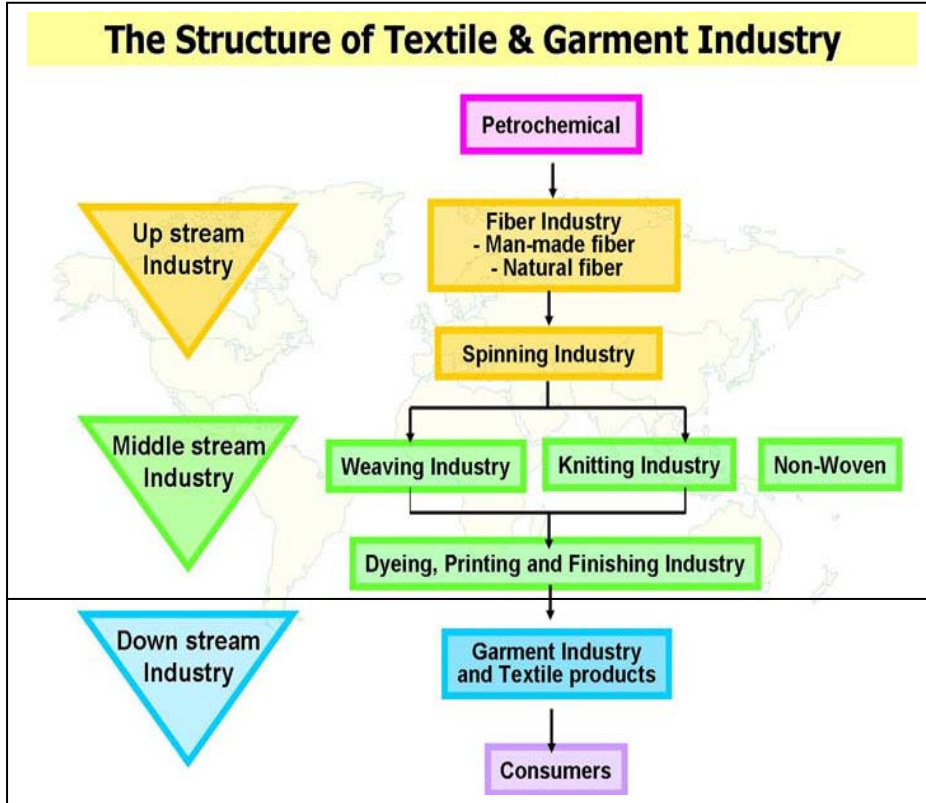 The Structure of Textile & Garment Industry
Petrochemical
Up stream
Industry
Fiber Industry
- Man-made fiber
- Natural fiber
Spinning Industry
Middle stream
Industry
Weaving Industry
Knitting Industry
Non-Woven
Dyeing, Printing and Finishing Industry
Down stream
Industry
Garment Industry
and Textile products
Consumers